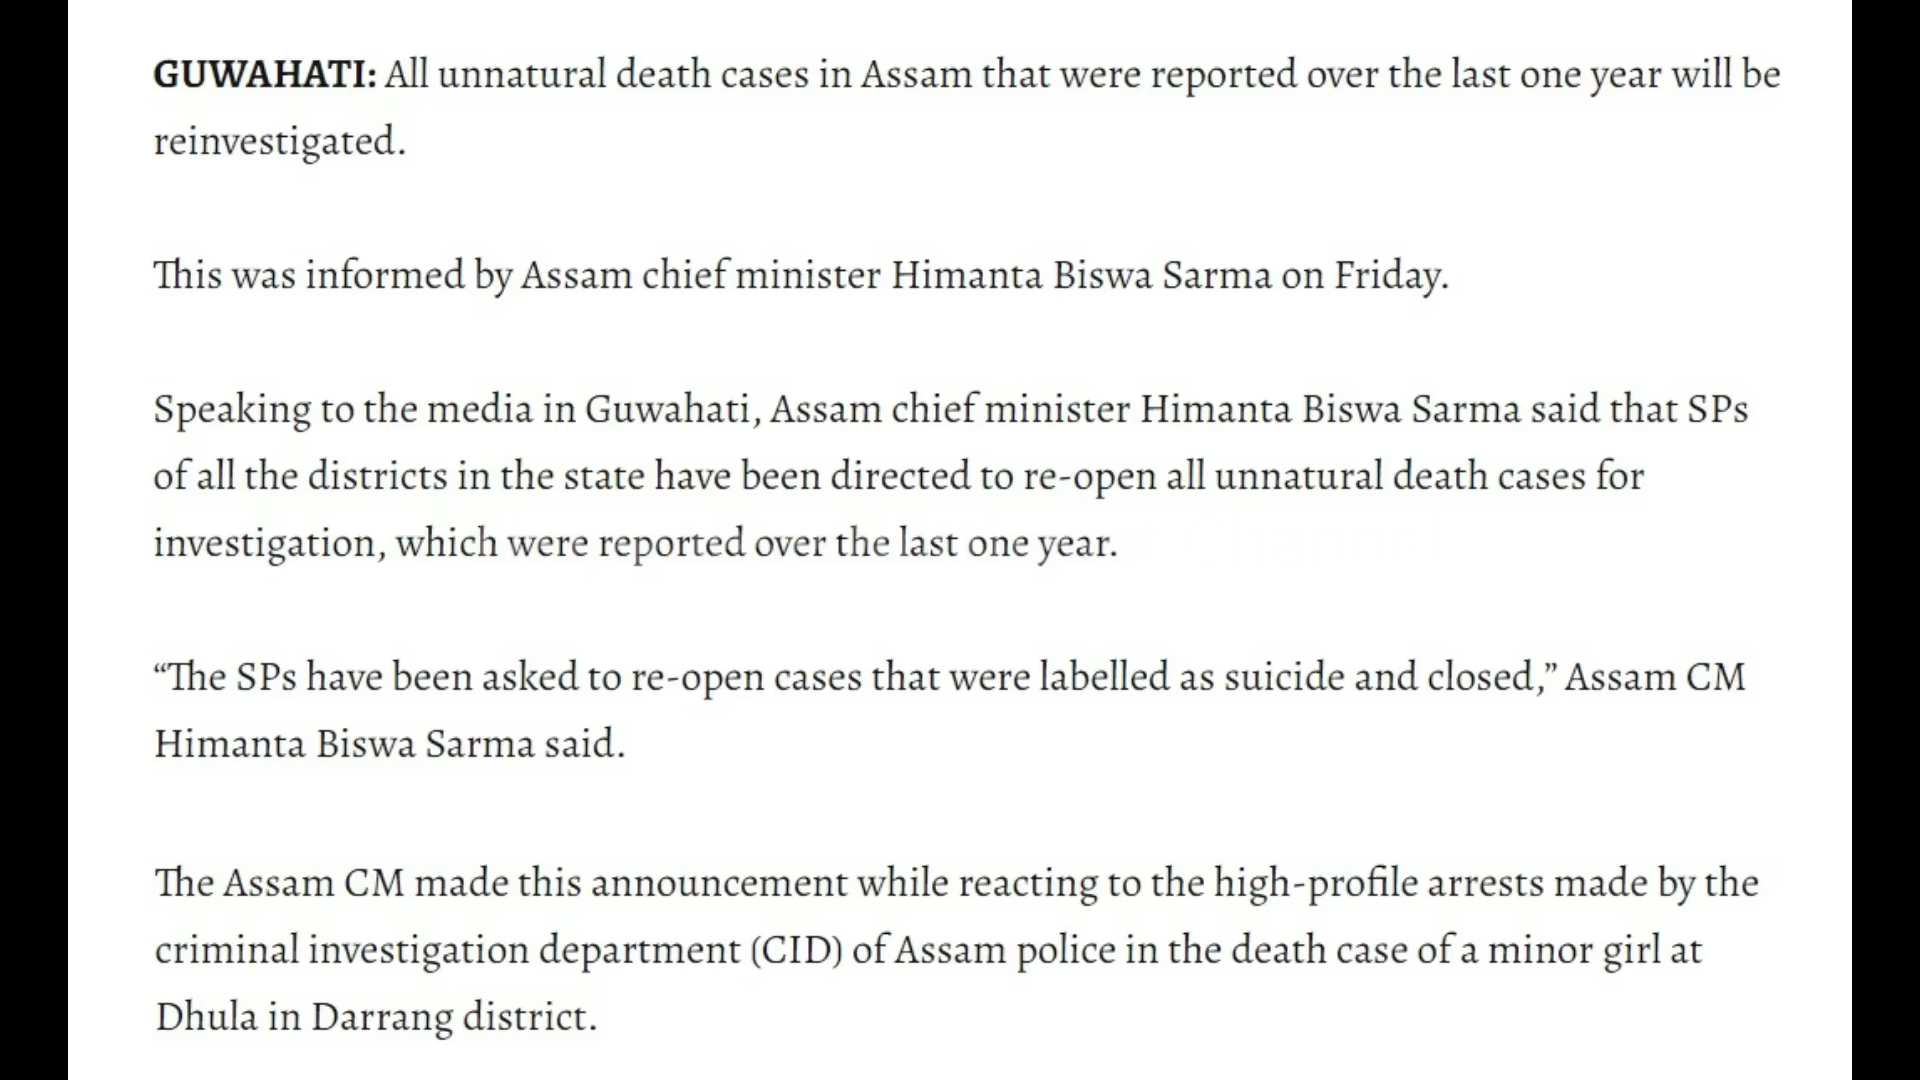 GUWAHATI: All unnatural death cases in Assam that were reported over the last one year will be
reinvestigated.
This was informed by Assam chief minister Himanta Biswa Sarma on Friday.
Speaking to the media in Guwahati, Assam chief minister Himanta Biswa Sarma said that SPs
of all the districts in the state have been directed to re-open all unnatural death cases for
investigation, which were reported over the last one year.
“The SPs have been asked to re-open cases that were labelled as suicide and closed,” Assam CM
Himanta Biswa Sarma said.
The Assam CM made this announcement while reacting to the high-profile arrests made by the
criminal investigation department (CID) of Assam police in the death case of a minor girl at
Dhula in Darrang district.